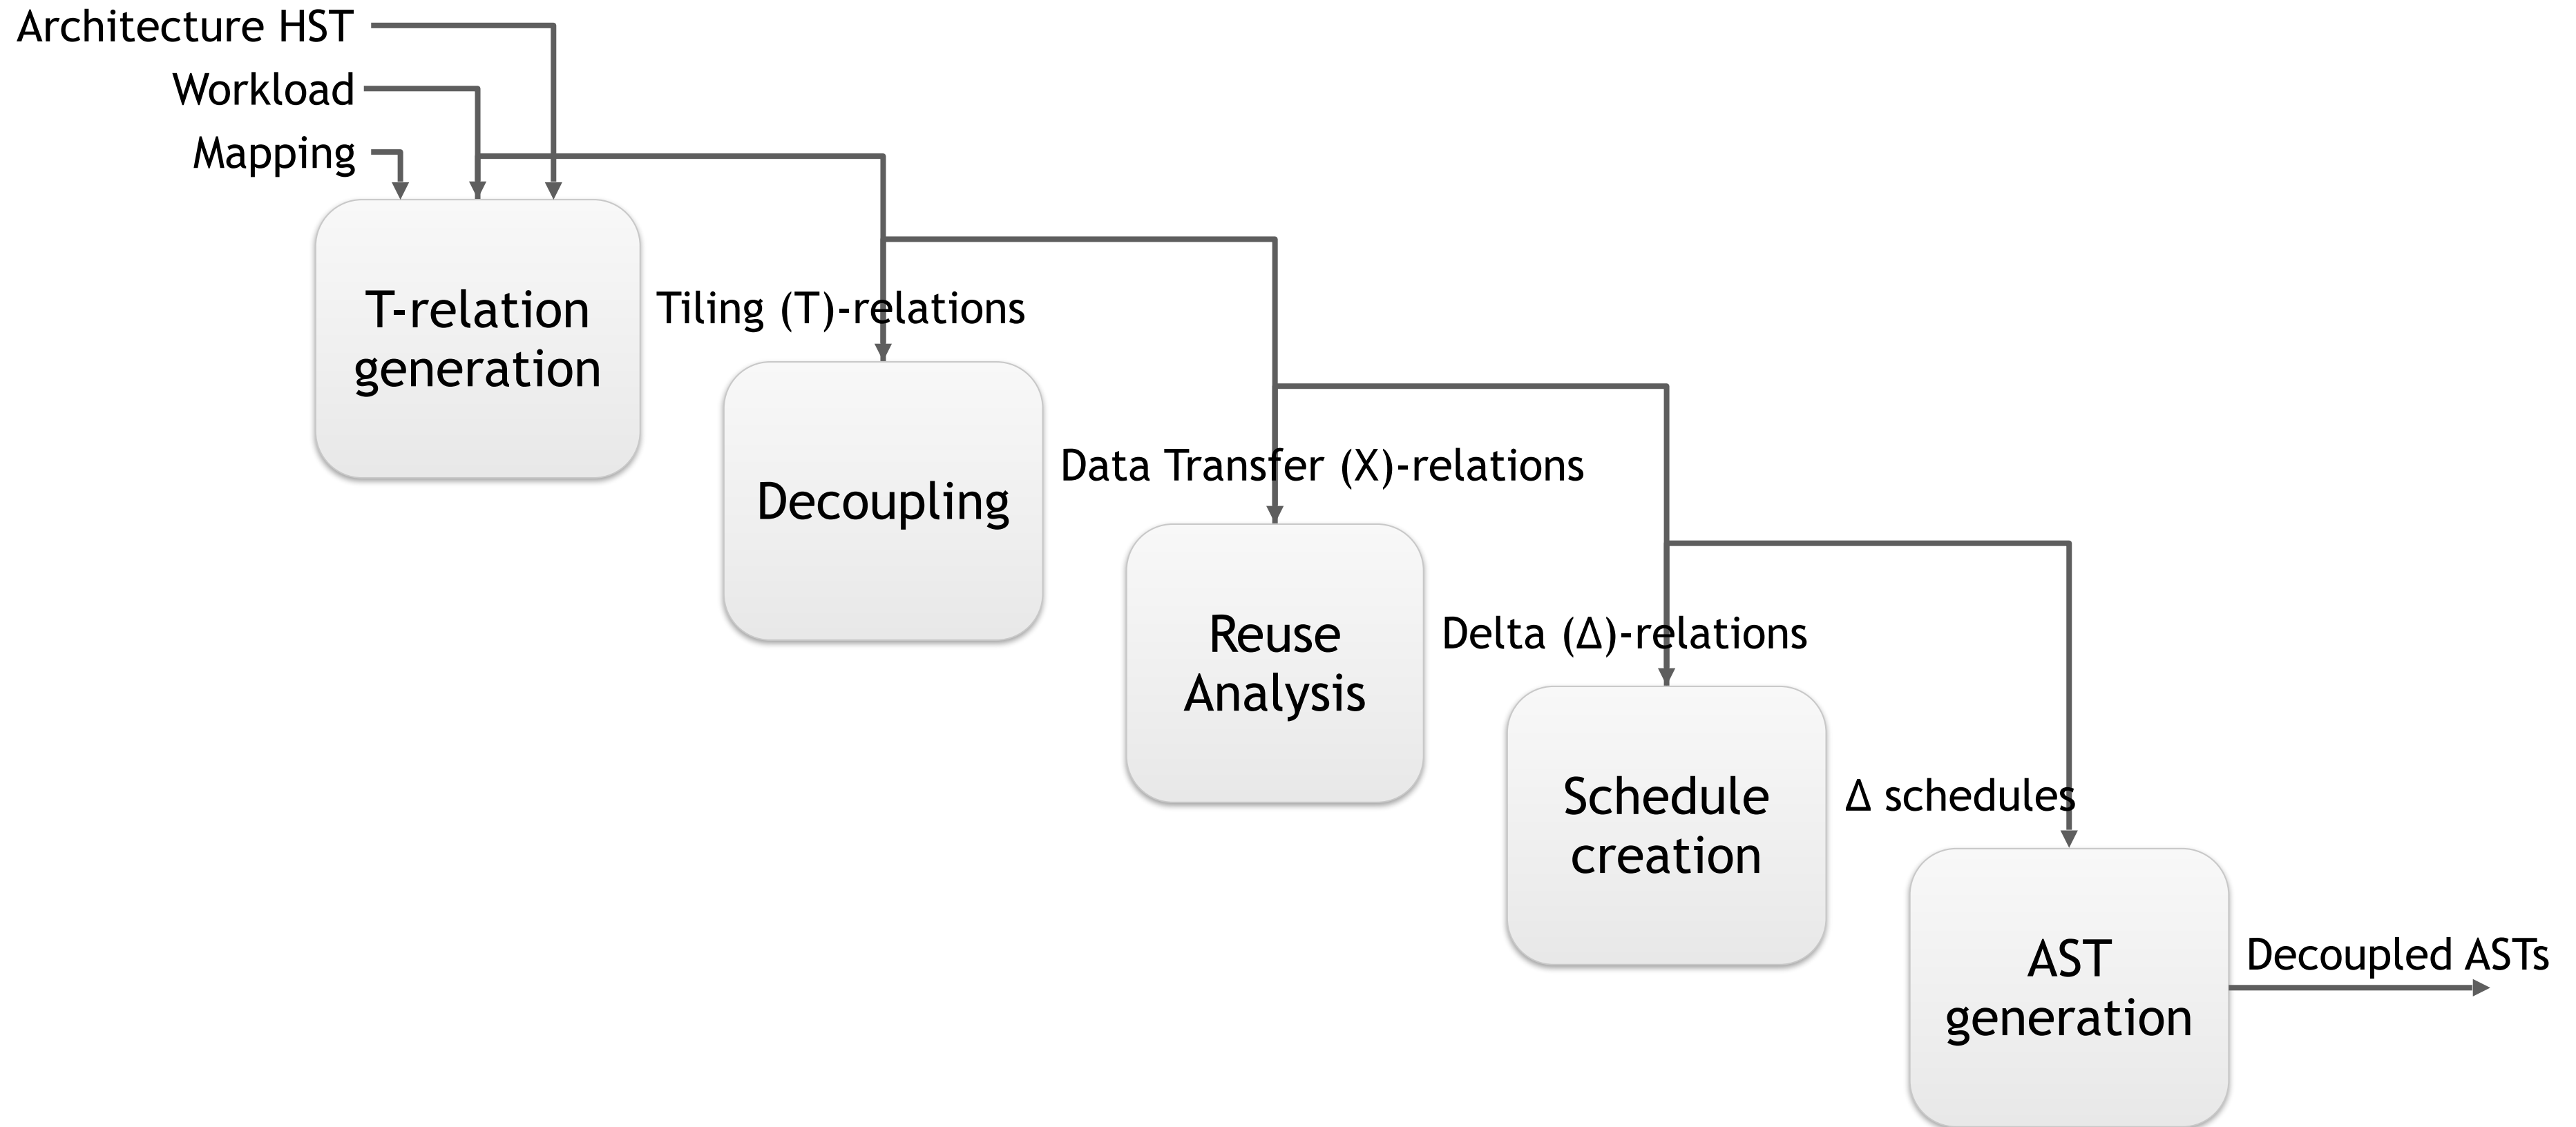 Architecture HST
Workload
Mapping
T-relation
generation
Tiling (T)-relations
Decoupling
Data Transfer (X)-relations
Reuse
Analysis
Delta (Δ)-relations
Schedule
creation
Δ schedules
AST
generation
Decoupled ASTs